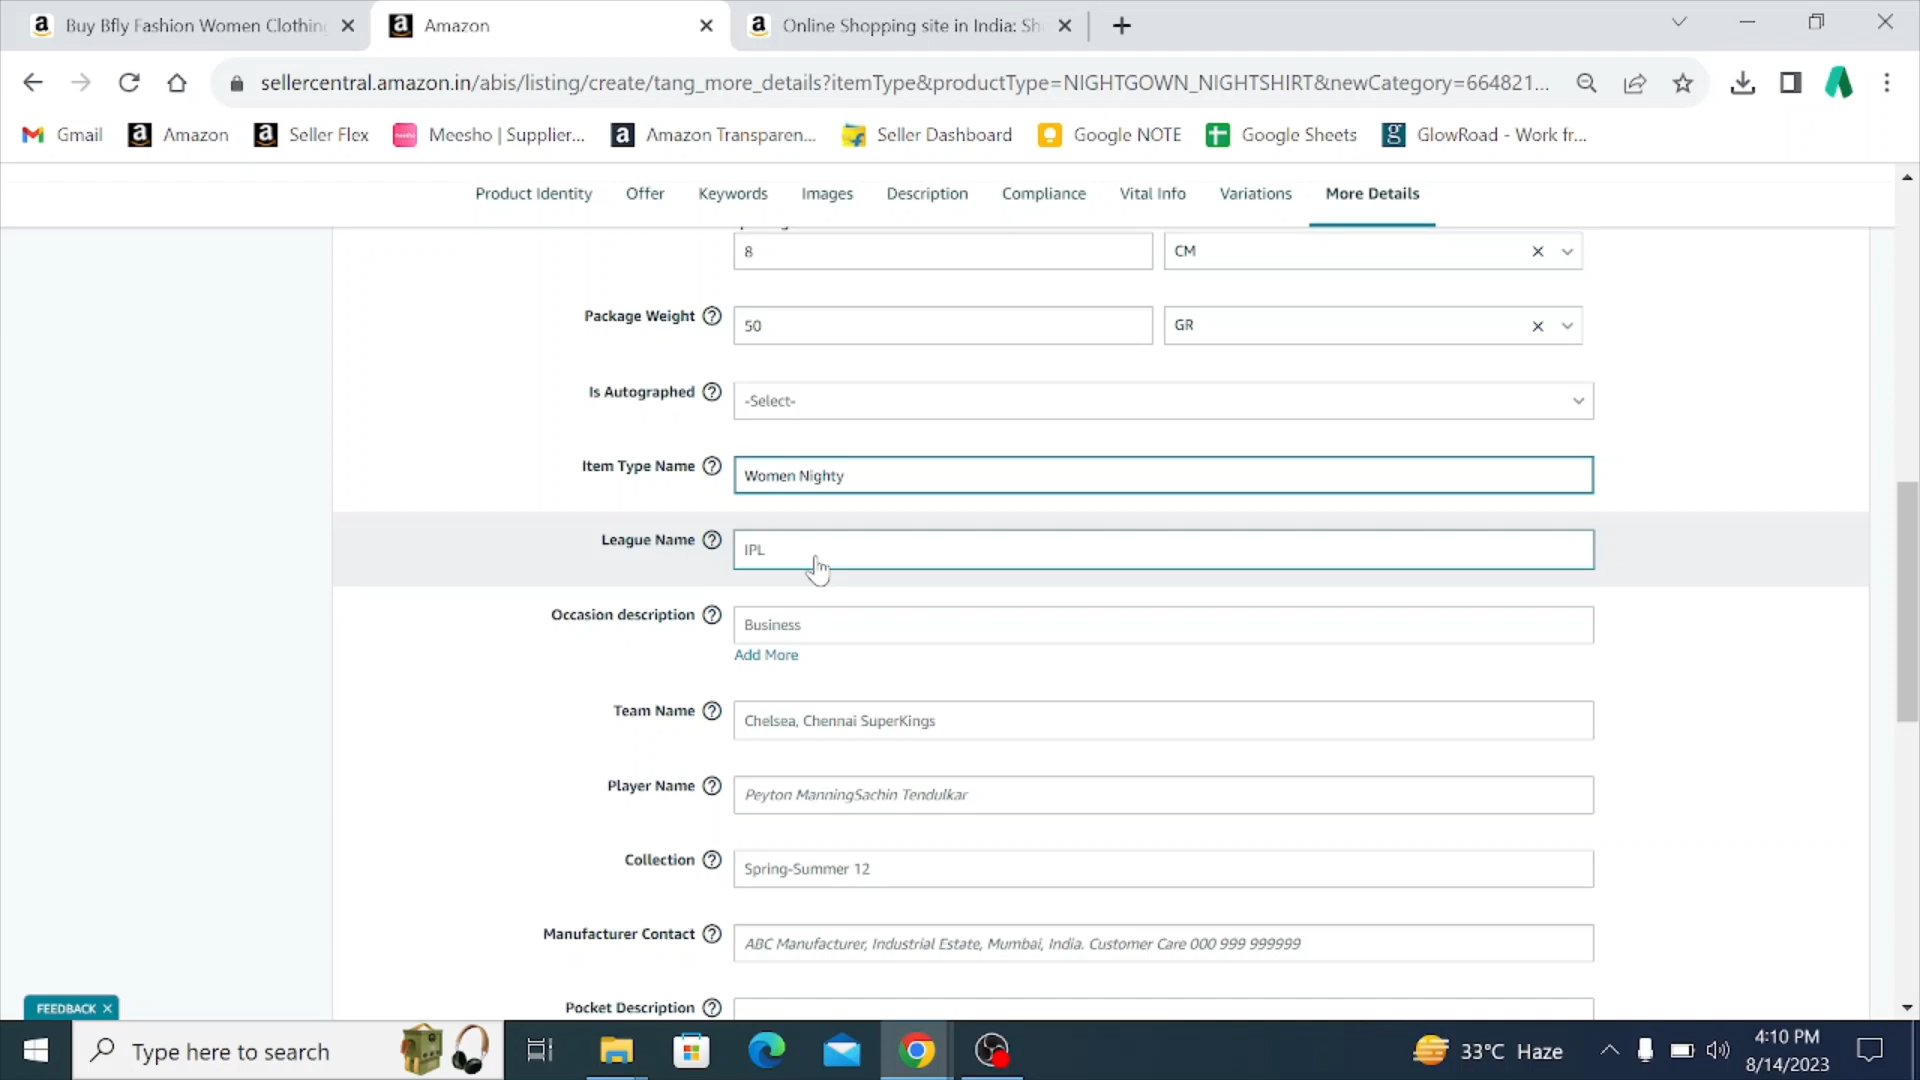 Buy Bfly Fashion Women Clothing
Amazon
Online Shopping site in India: Sh
sellercentral.amazon.in/abis/listing/create/tang_more_details?itemType&productType=NIGHTGOWN_NIGHTSHIRT&newCategory=664821...
Gmail
Amazon
Seller Flex
Meesho | Supplier...
Amazon Transparen...
Seller Dashboard
Google NOTE
Google Sheets
GlowRoad - Work fr...
Product Identity
Offer
Keywords
Images
Description
Compliance
Vital Info
Variations
More Details
8
CM
Package Weight
50
GR
Is Autographed
-Select-
Item Type Name
Women Nighty
League Name
IPL
Occasion description
Business
Add More
Team Name
Chelsea, Chennai SuperKings
Player Name
Peyton ManningSachin Tendulkar
Collection
Spring-Summer 12
Manufacturer Contact
ABC Manufacturer, Industrial Estate, Mumbai, India. Customer Care 000 999 999999
Pocket Description
FEEDBACK
Type here to search
33°C Haze
4:10 PM
8/14/2023